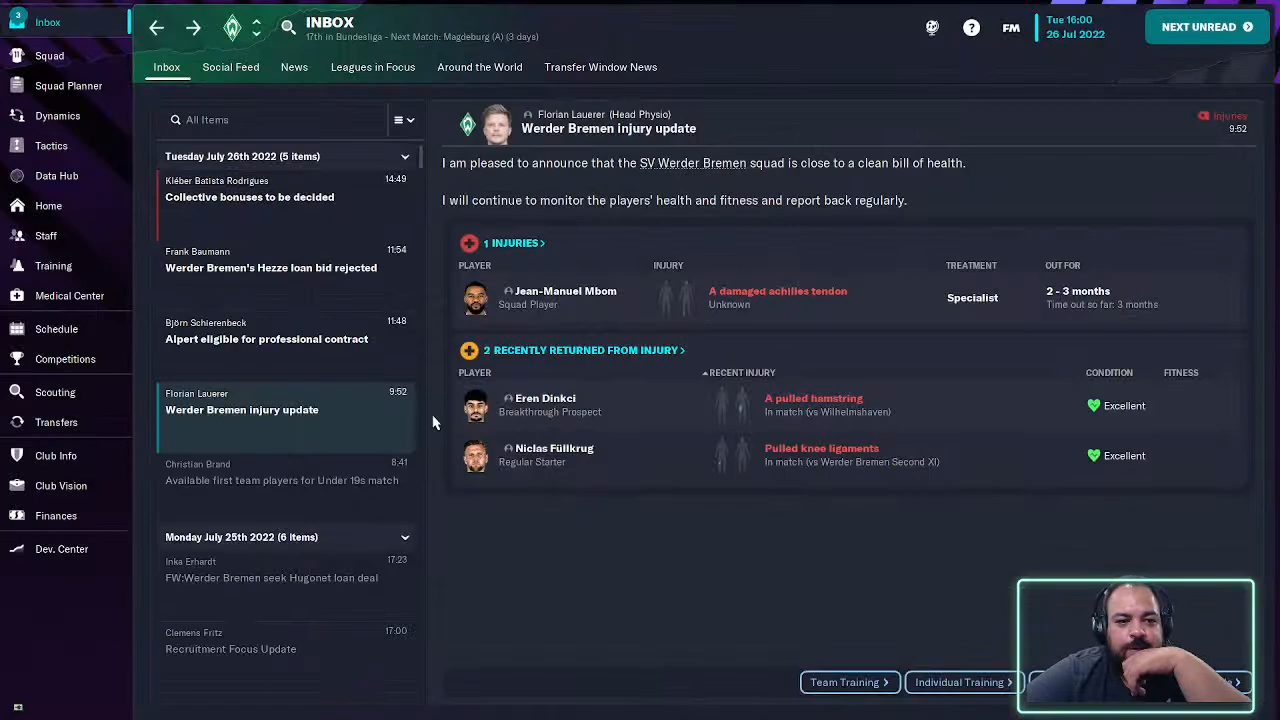 3
Inbox
INBOX
17th in Bundesliga - Next Match: Magdeburg (A) (3 days)
?
FM
Tue 16:00
26 Jul 2022
NEXT UNREAD
Inbox
Social Feed
News
Leagues in Focus
Around the World
Transfer Window News
11
Squad
Squad Planner
Dynamics
Tactics
Data Hub
Home
Staff
Training
Medical Center
Schedule
Competitions
Scouting
Transfers
Club Info
Club Vision
Finances
Dev. Center
All Items
Tuesday July 26th 2022 (5 items)
Kléber Batista Rodrigues 14:49
Collective bonuses to be decided
Frank Baumann 11:54
Werder Bremen's Hezze loan bid rejected
Björn Schierenbeck 11:48
Alpert eligible for professional contract
Florian Lauerer 9:52
Werder Bremen injury update
Christian Brand 8:41
Available first team players for Under 19s match
Monday July 25th 2022 (6 items)
Inka Erhardt 17:23
FW:Werder Bremen seek Hugonet loan deal
Clemens Fritz 17:00
Recruitment Focus Update
Florian Lauerer (Head Physio)
Werder Bremen injury update
Injuries
9:52
I am pleased to announce that the SV Werder Bremen squad is close to a clean bill of health.
I will continue to monitor the players' health and fitness and report back regularly.
1 INJURIES>
PLAYER INJURY TREATMENT OUT FOR
Jean-Manuel Mbom
Squad Player
A damaged achilles tendon
Unknown
Specialist
2 - 3 months
Time out so far: 3 months
2 RECENTLY RETURNED FROM INJURY>
PLAYER RECENT INJURY CONDITION FITNESS
Eren Dinkci
Breakthrough Prospect
A pulled hamstring
In match (vs Wilhelmshaven)
Excellent
Niclas Füllkrug
Regular Starter
Pulled knee ligaments
In match (vs Werder Bremen Second XI)
Excellent
Team Training >
Individual Training >